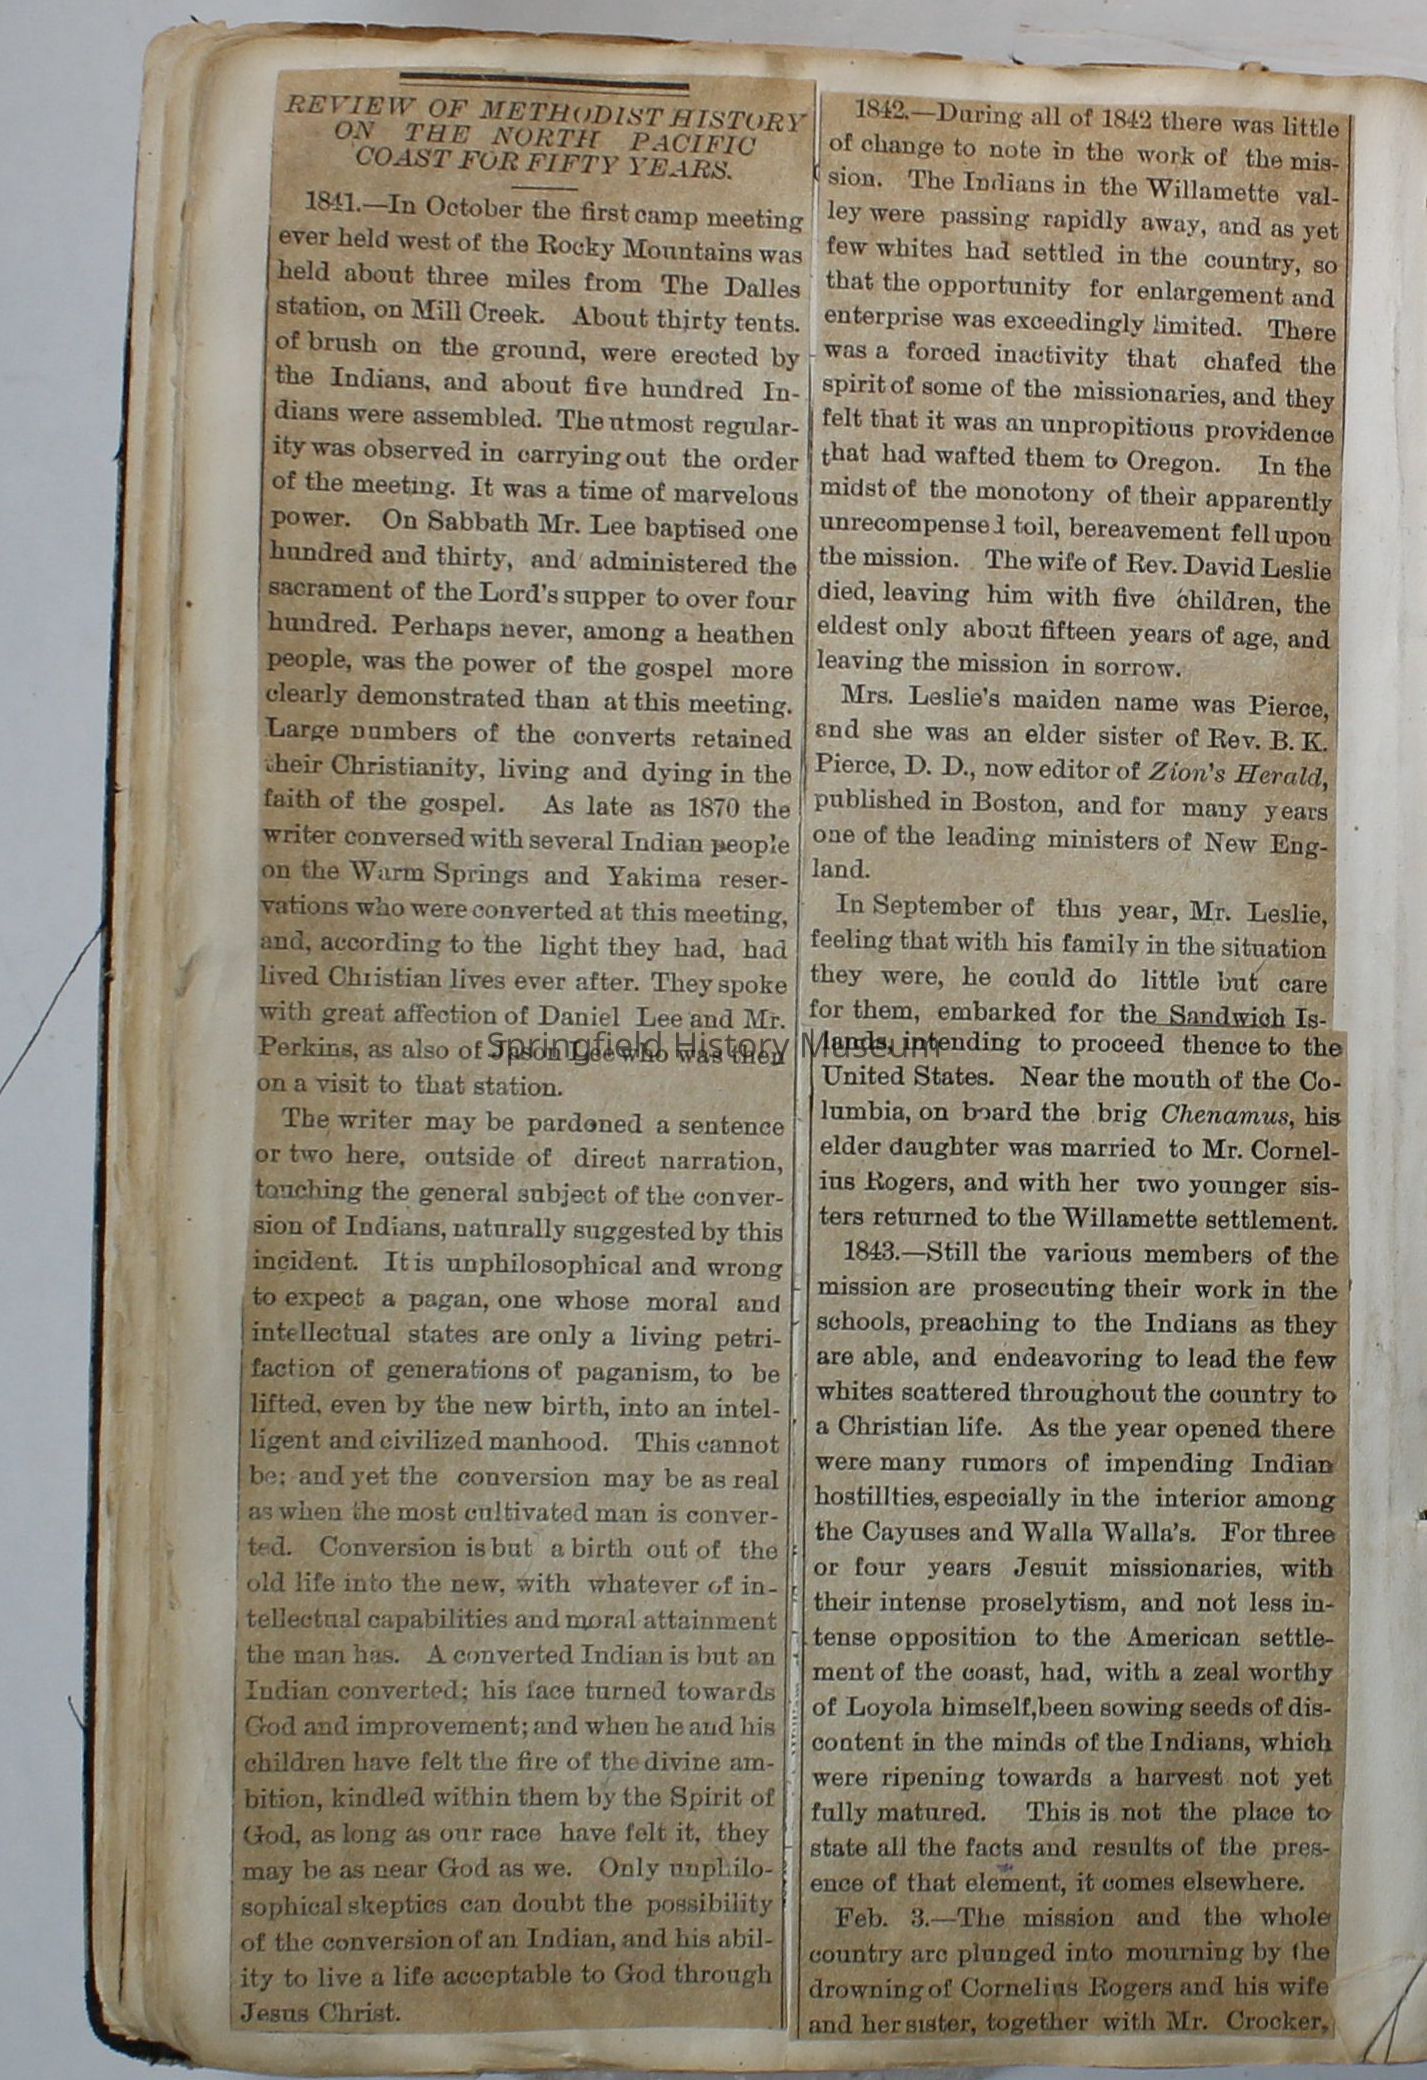 REVIEW OF METHODIST HISTORY
ON THE NORTH PACIFIC
COAST FOR FIFTY YEARS.
1841.—In October the first camp meeting
ever held west of the Rocky Mountains was
held about three miles from The Dalles
station, on Mill Creek. About thirty tents.
of brush on the ground, were erected by
the Indians, and about five hundred In-
dians were assembled. The utmost regular-
ity was observed in carrying out the order
of the meeting. It was a time of marvelous
power. On Sabbath Mr. Lee baptised one
hundred and thirty, and administered the
sacrament of the Lord's supper to over four
hundred. Perhaps never, among a heathen
people, was the power of the gospel more
clearly demonstrated than at this meeting.
Large numbers of the converts retained
their Christianity, living and dying in the
faith of the gospel. As late as 1870 the
writer conversed with several Indian people
on the Warm Springs and Yakima reser-
vations who were converted at this meeting,
and, according to the light they had, had
lived Christian lives ever after. They spoke
with great affection of Daniel Lee and Mr.
Perkins, as also of Jason Lee who was then
on a visit to that station.
The writer may be pardoned a sentence
or two here, outside of direct narration,
touching the general subject of the conver-
sion of Indians, naturally suggested by this
incident. It is unphilosophical and wrong
to expect a pagan, one whose moral and
intellectual states are only a living petri-
faction of generations of paganism, to be
lifted, even by the new birth, into an intel-
ligent and civilized manhood. This cannot
be; and yet the conversion may be as real
as when the most cultivated man is conver-
ted. Conversion is but a birth out of the
old life into the new, with whatever of in-
tellectual capabilities and moral attainment
the man has. A converted Indian is but an
Indian converted; his face turned towards
God and improvement; and when he and his
children have felt the fire of the divine am-
bition, kindled within them by the Spirit of
God, as long as our race have felt it, they
may be as near God as we. Only unphilo-
sophical skeptics can doubt the possibility
of the conversion of an Indian, and his abil-
ity to live a life acceptable to God through
Jesus Christ.
1842.—During all of 1842 there was little
of change to note in the work of the mis-
sion. The Indians in the Willamette val-
ley were passing rapidly away, and as yet
few whites had settled in the country, so
that the opportunity for enlargement and
enterprise was exceedingly limited. There
was a forced inactivity that chafed the
spirit of some of the missionaries, and they
felt that it was an unpropitious providence
that had wafted them to Oregon. In the
midst of the monotony of their apparently
unrecompensel toil, bereavement fell upon
the mission. The wife of Rev. David Leslie
died, leaving him with five children, the
eldest only about fifteen years of age, and
leaving the mission in sorrow.
Mrs. Leslie's maiden name was Pierce,
and she was an elder sister of Rev. B. K.
Pierce, D. D., now editor of Zion's Herald,
published in Boston, and for many years
one of the leading ministers of New Eng-
land.
In September of this year, Mr. Leslie,
feeling that with his family in the situation
they were, he could do little but care
for them, embarked for the Sandwich Is-
lands, intending to proceed thence to the
United States. Near the mouth of the Co-
lumbia, on board the brig Chenamus, his
elder daughter was married to Mr. Cornel-
ius Rogers, and with her two younger sis-
ters returned to the Willamette settlement.
1843.—Still the various members of the
mission are prosecuting their work in the
schools, preaching to the Indians as they
are able, and endeavoring to lead the few
whites scattered throughout the country to
a Christian life. As the year opened there
were many rumors of impending Indian
hostillties, especially in the interior among
the Cayuses and Walla Walla's. For three
or four years Jesuit missionaries, with
their intense proselytism, and not less in-
tense opposition to the American settle-
ment of the coast, had, with a zeal worthy
of Loyola himself, been sowing seeds of dis-
content in the minds of the Indians, which
were ripening towards a harvest not yet
fully matured. This is not the place to
state all the facts and results of the pres-
ence of that element, it comes elsewhere.
Feb. 3.—The mission and the whole
country are plunged into mourning by the
drowning of Cornelius Rogers and his wife
and her sister, together with Mr. Crocker,
Springfield History Museum